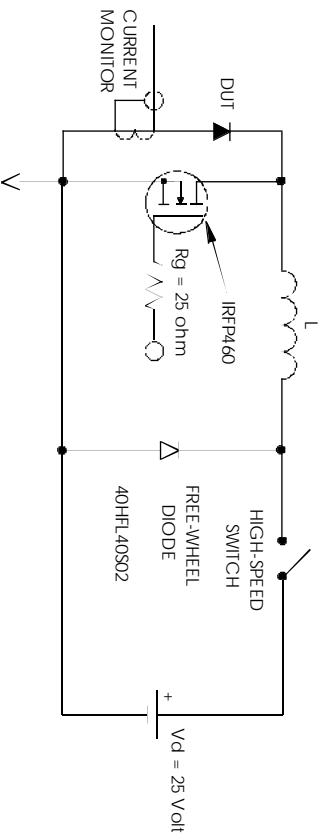 L
HIGH-SPEED
SWITCH
DUT
IRFP460
FREE-WHEEL
DIODE
40HFL40S02
+
Vd = 25 Volt
Rg = 25 ohm
CURRENT
MONITOR